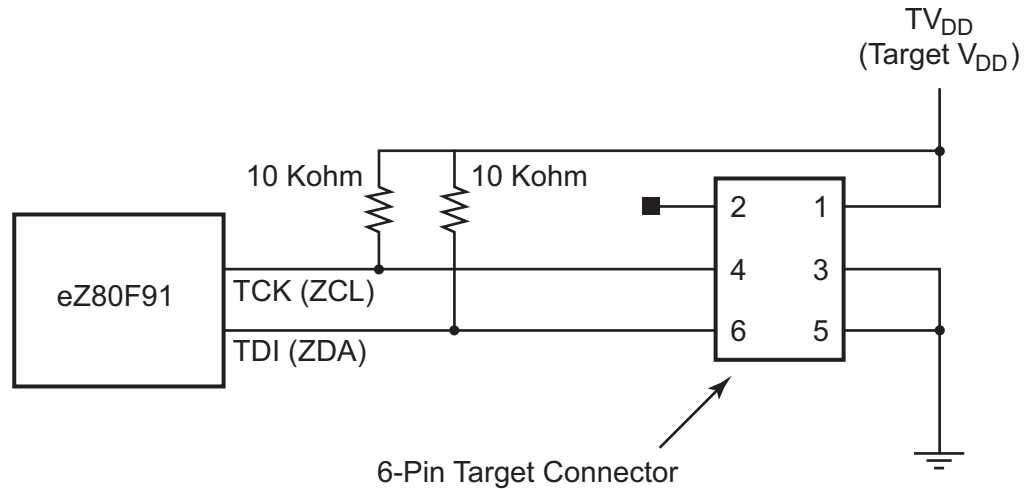 TVDD
(Target VDD)
10 Kohm
10 Kohm
2
1
eZ80F91
TCK (ZCL)
4
3
TDI (ZDA)
6
5
6-Pin Target Connector